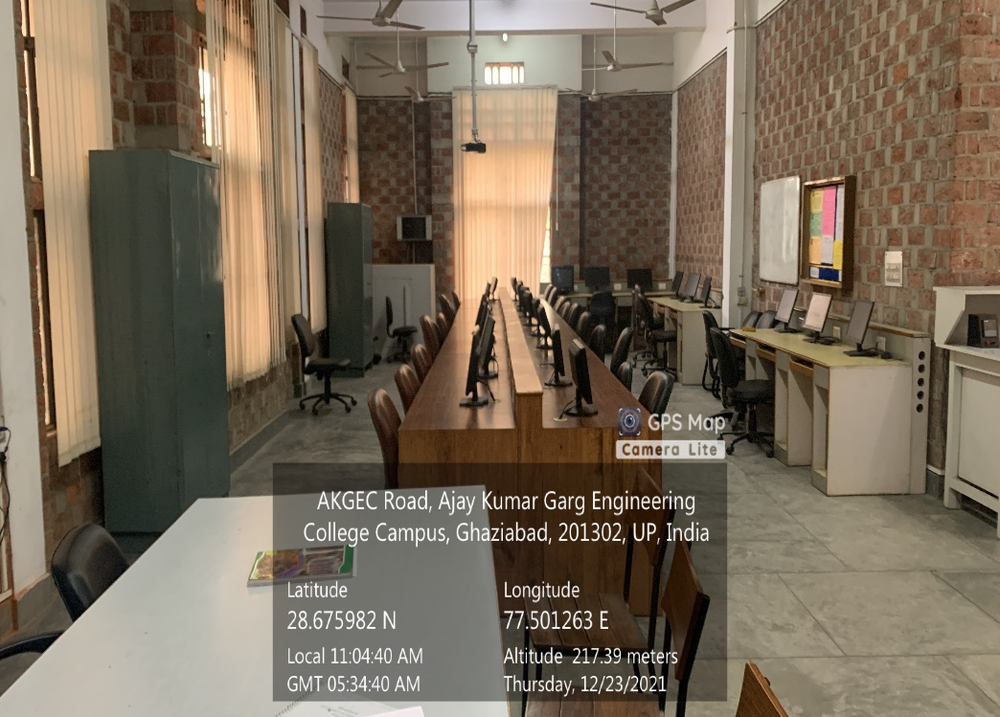 GPS Map
Camera Lite
AKGEC Road, Ajay Kumar Garg Engineering
College Campus, Ghaziabad, 201302, UP, India
Latitude
Longitude
28.675982 N
77.501263 E
Local 11:04:40 AM
Altitude 217.39 meters
GMT 05:34:40 AM
Thursday, 12/23/2021